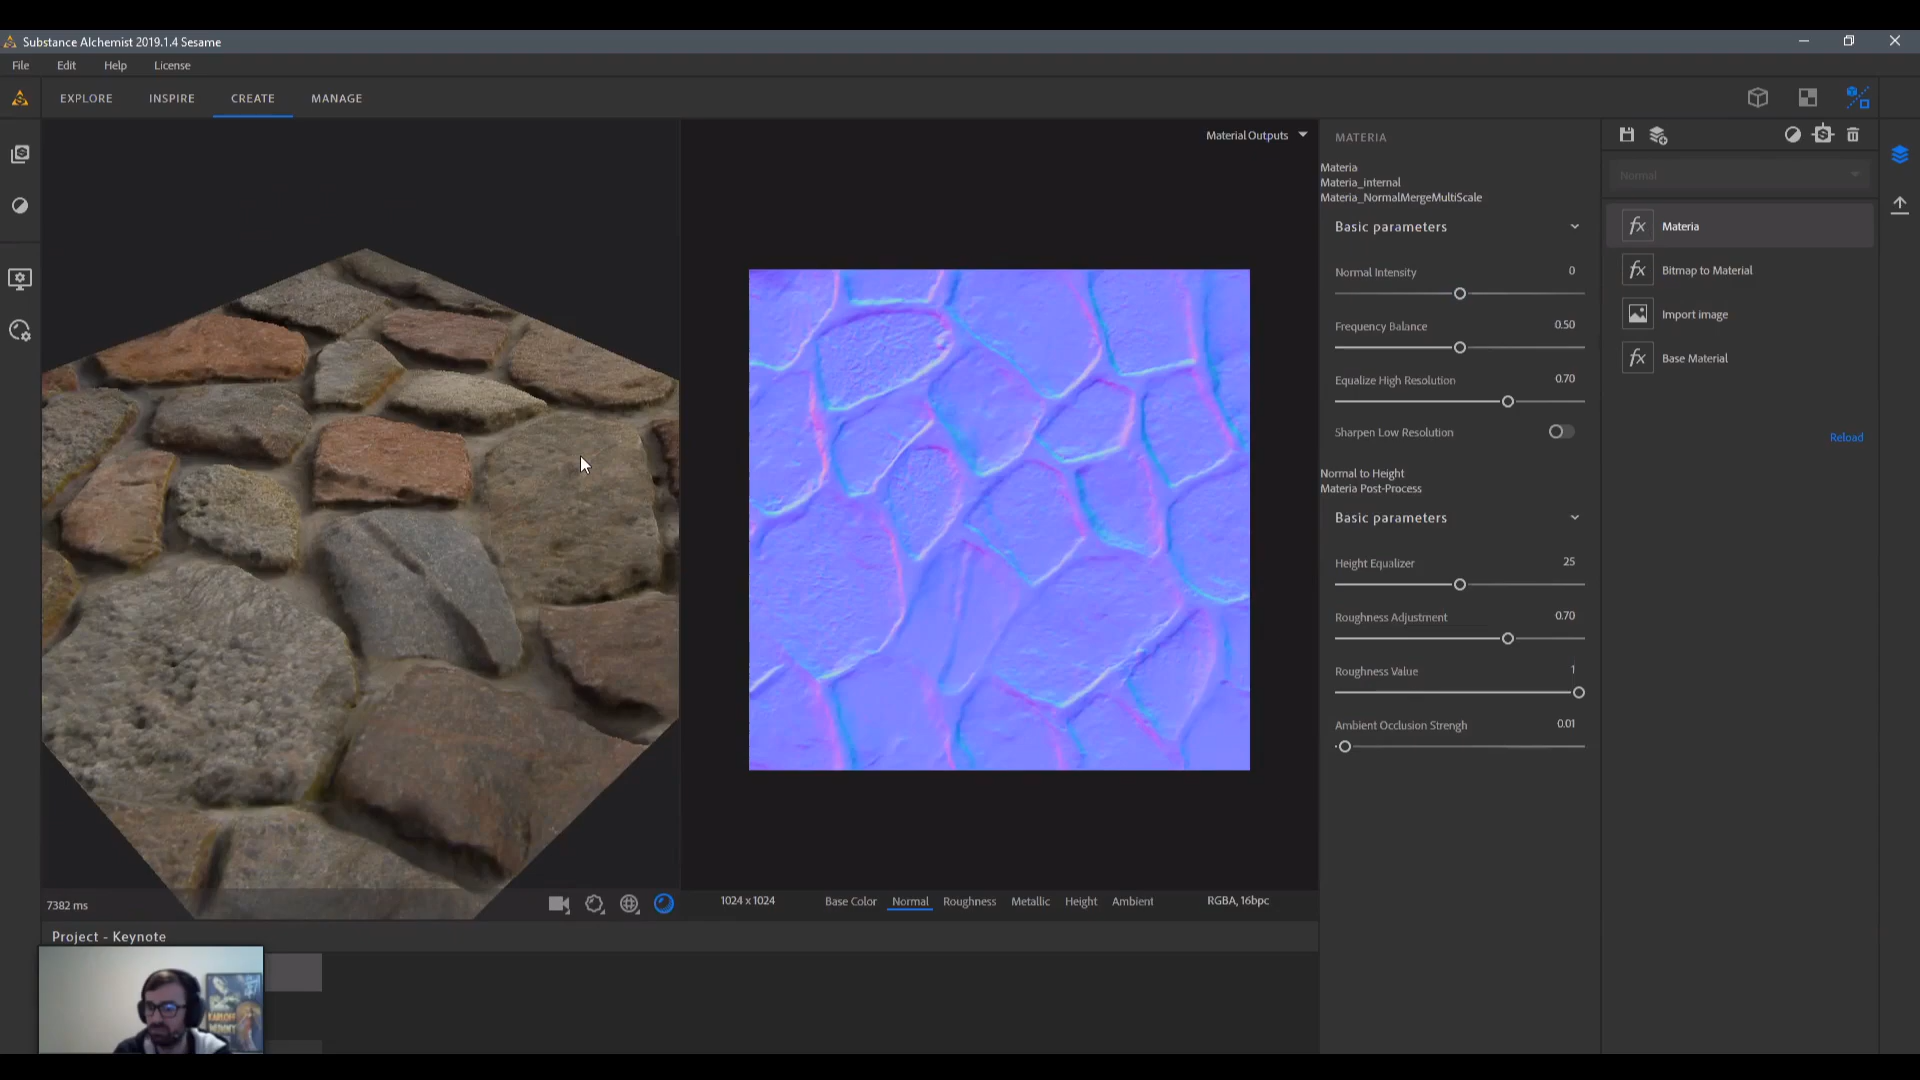 Substance Alchemist 2019.1.4 Sesame
File Edit Help License
EXPLORE INSPIRE CREATE MANAGE
Material Outputs
MATERIA
Materia
Materia_internal
Materia_NormalMergeMultiScale
Basic parameters
Normal Intensity 0
Frequency Balance 0.50
Equalize High Resolution 0.70
Sharpen Low Resolution
Normal to Height
Materia Post-Process
Basic parameters
Height Equalizer 25
Roughness Adjustment 0.70
Roughness Value 1
Ambient Occlusion Strengh 0.01
Normal
Materia
Bitmap to Material
Import image
Base Material
Reload
7382 ms
1024 x 1024 Base Color Normal Roughness Metallic Height Ambient RGBA, 16bpc
Project - Keynote
KARLOFF